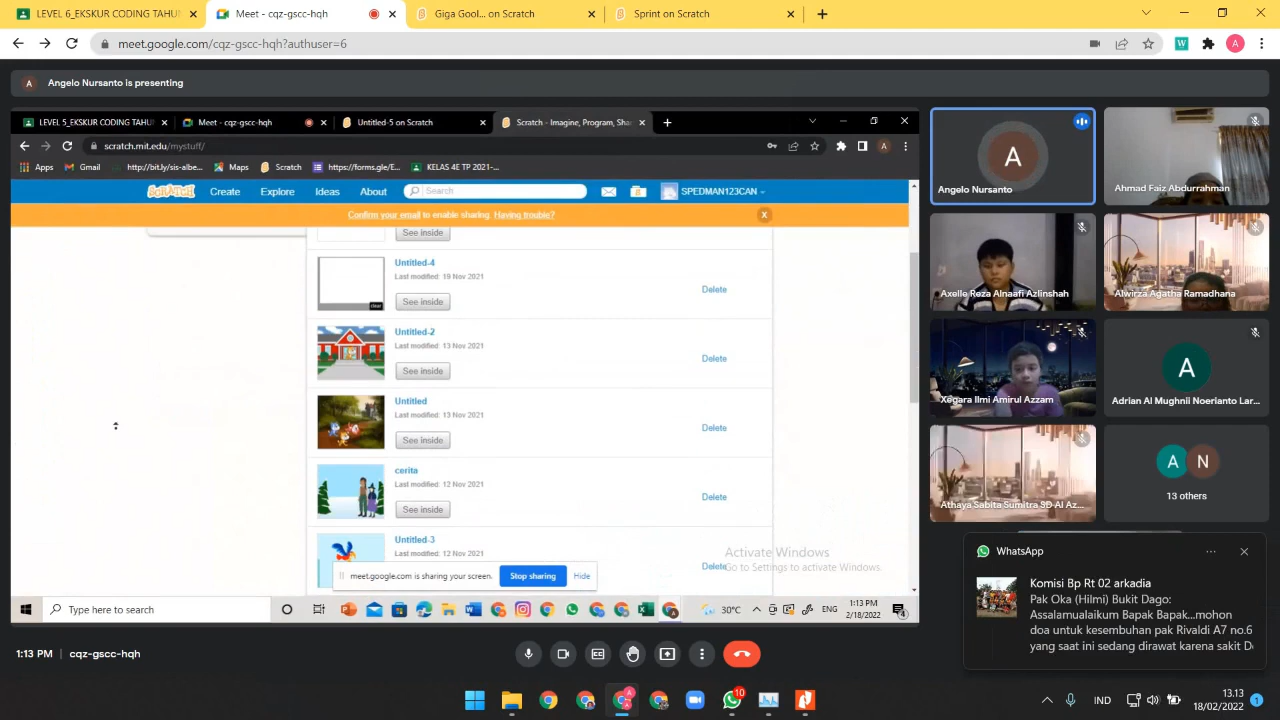 LEVEL 5_EKSKUR CODING TAHU
Meet - cqz-gscc-hqh
Giga Gool... on Scratch
Sprint on Scratch
meet.google.com/cqz-gscc-hqh?authuser=6
W
A
A
Angelo Nursanto is presenting
LEVEL 5_EKSKUR CODING TAHU
Meet - cqz-gscc-hqh
Untitled-5 on Scratch
Scratch - Imagine, Program, Sha
scratch.mit.edu/mystuff/
A
Apps
Gmail
http://bit.ly/sis-albe...
Maps
Scratch
https://forms.gle/E...
KELAS 4E TP 2021-...
SCRATCH
Create
Explore
Ideas
About
Search
SPEDMAN123CAN
Confirm your email to enable sharing. Having trouble?
X
See inside
Untitled-4
Last modified: 19 Nov 2021
Delete
See inside
Untitled-2
Last modified: 13 Nov 2021
Delete
See inside
Untitled
Last modified: 13 Nov 2021
Delete
See inside
cerita
Last modified: 12 Nov 2021
Delete
See inside
Untitled-3
Last modified: 12 Nov 2021
Delete
Activate Windows
Go to Settings to activate Windows.
meet.google.com is sharing your screen.
Stop sharing
Hide
Type here to search
30°C
ENG
1:13 PM
2/18/2022
4
A
Angelo Nursanto
Ahmad Faiz Abdurrahman
Axelle Reza Alnaafi Azlinshah
Alwirza Agatha Ramadhana
Xegara Ilmi Amirul Azzam
A
Adrian Al Mughnii Noerianto Lar...
Athaya Sabita Sumitra SD Al Az...
A
N
13 others
WhatsApp
Komisi Bp Rt 02 arkadia
Pak Oka (Hilmi) Bukit Dago:
Assalamualaikum Bapak Bapak...mohon
doa untuk kesembuhan pak Rivaldi A7 no.6
yang saat ini sedang dirawat karena sakit D
1:13 PM
cqz-gscc-hqh
10
IND
13.13
18/02/2022
1